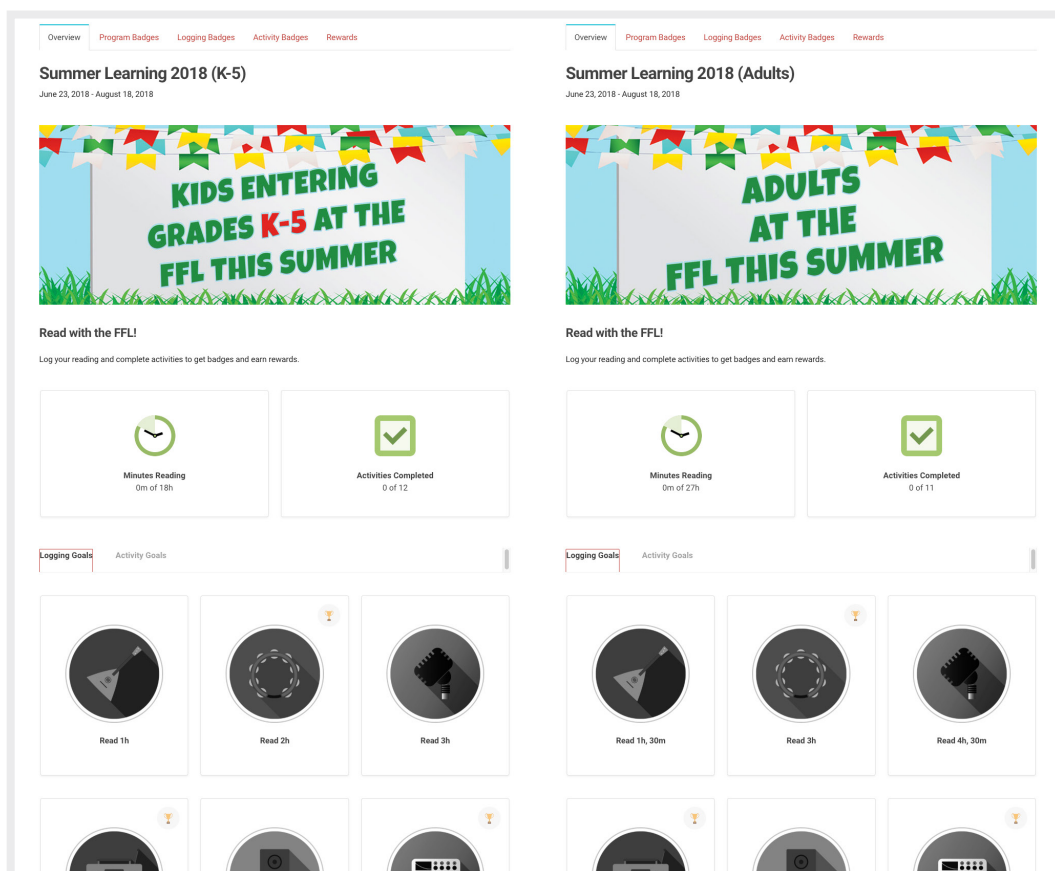 Overview Program Badges Logging Badges Activity Badges Rewards
Summer Learning 2018 (K-5)
June 23, 2018 - August 18, 2018
KIDS ENTERING
GRADES K-5 AT THE
FFL THIS SUMMER
Read with the FFL!
Log your reading and complete activities to get badges and earn rewards.
Minutes Reading
0m of 18h
Activities Completed
0 of 12
Logging Goals Activity Goals
Read 1h
Read 2h
Read 3h
Overview Program Badges Logging Badges Activity Badges Rewards
Summer Learning 2018 (Adults)
June 23, 2018 - August 18, 2018
ADULTS
AT THE
FFL THIS SUMMER
Read with the FFL!
Log your reading and complete activities to get badges and earn rewards.
Minutes Reading
0m of 27h
Activities Completed
0 of 11
Logging Goals Activity Goals
Read 1h, 30m
Read 3h
Read 4h, 30m